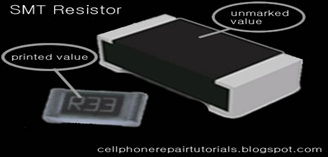 SMT Resistor
unmarked
value
printed value
R33
cellphonerepairtutorials.blogspot.com